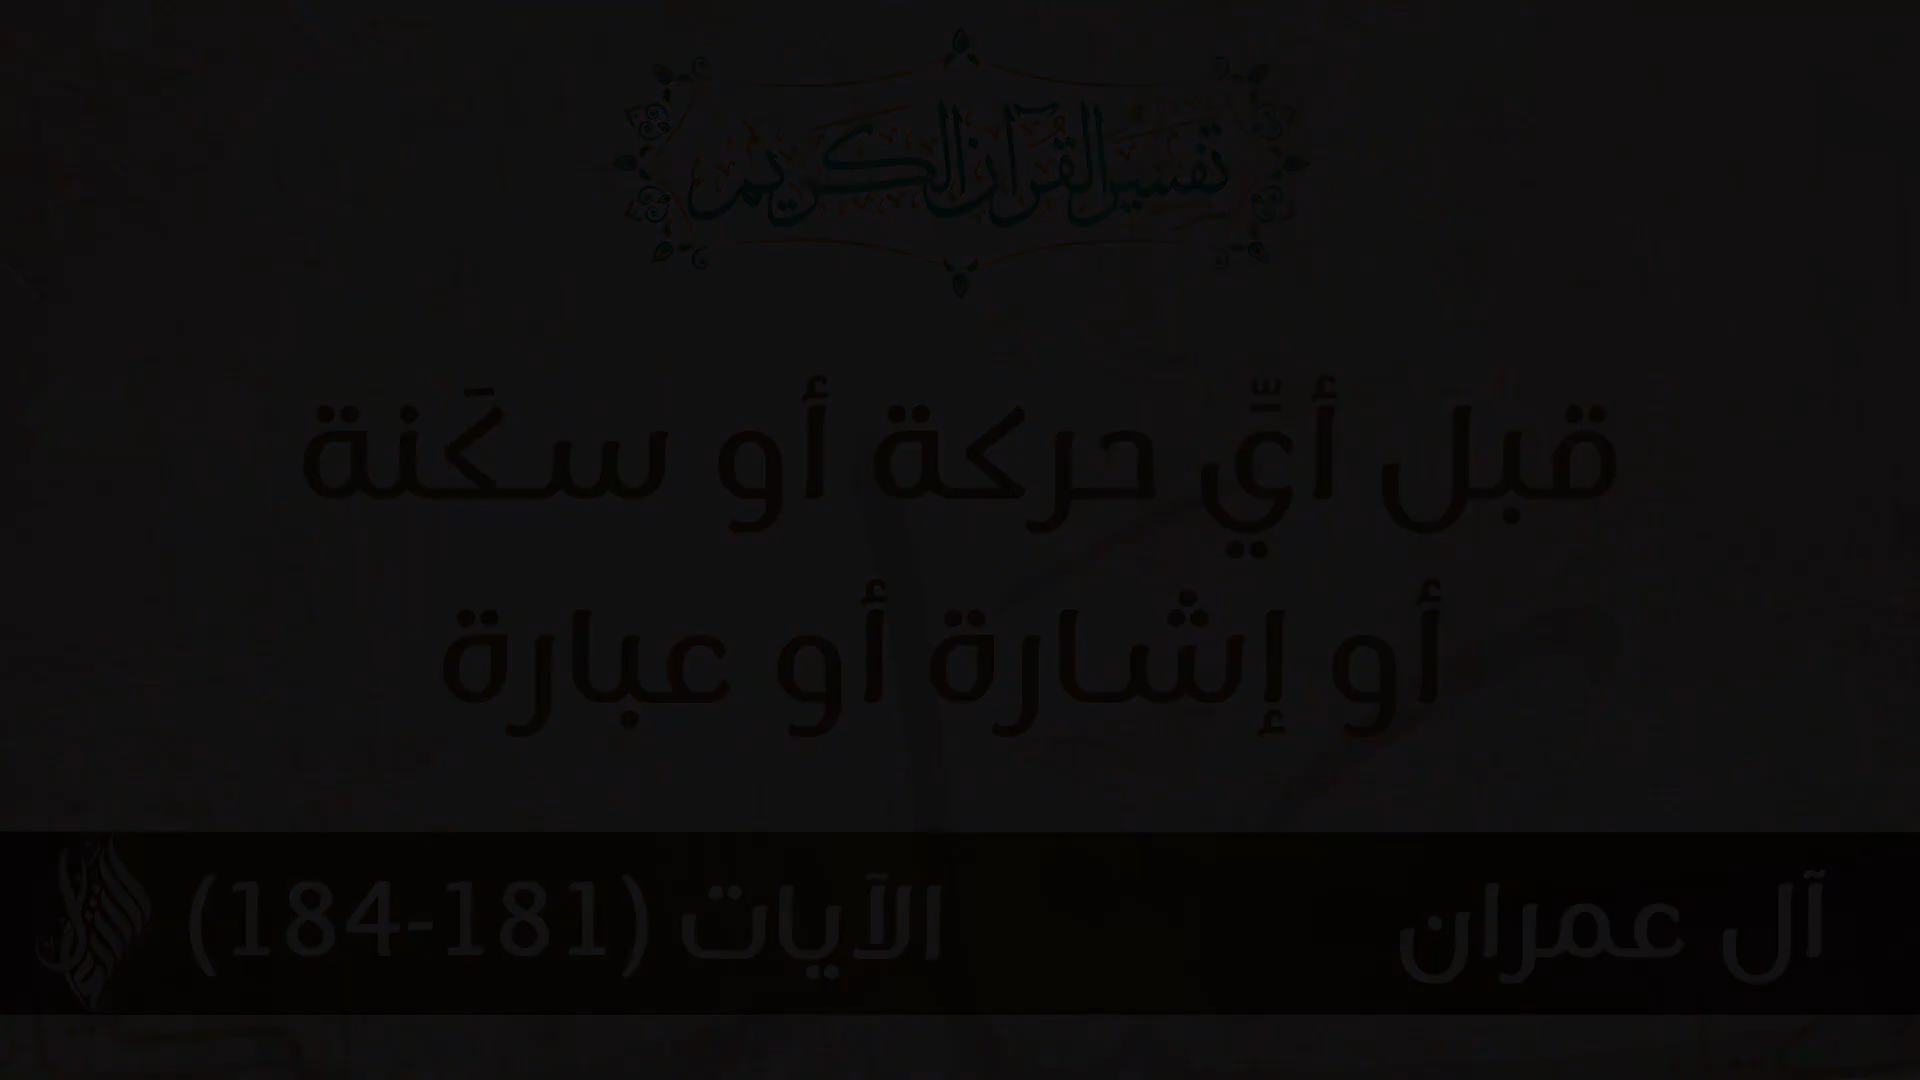 تفسير القرآن الكريم
قبل أيِّ حركة أو سكَنة
أو إشارة أو عبارة
آل عمران
الآيات (181-184)